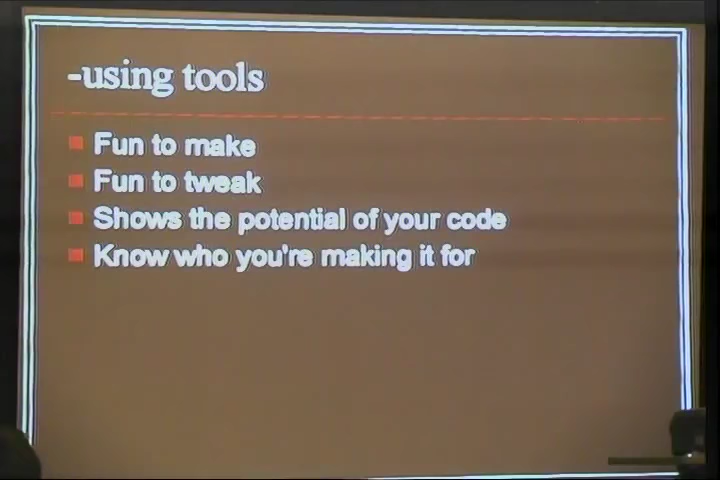 -using tools
Fun to make
Fun to tweak
Shows the potential of your code
Know who you're making it for